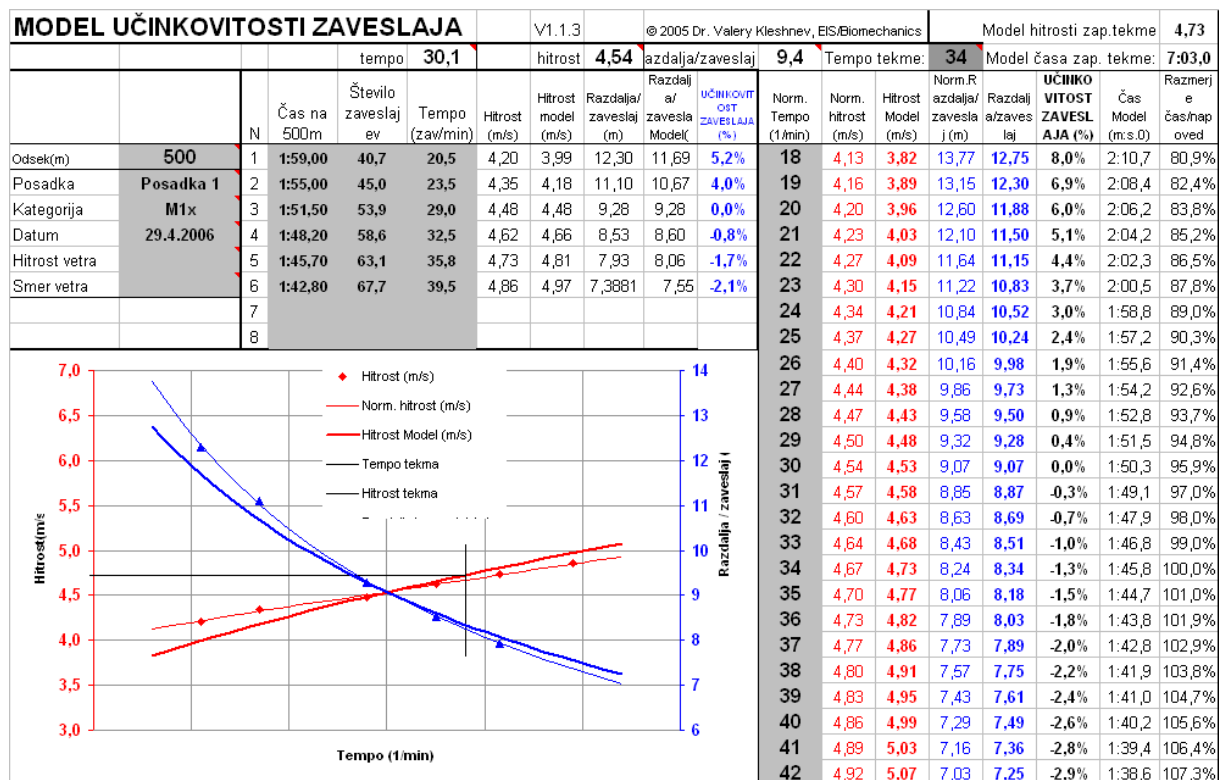 MODEL UČINKOVITOSTI ZAVESLAJA V1.1.3 © 2005 Dr. Valery Kleshnev, EIS/Biomechanics Model hitrosti zap.tekme 4,73
tempo 30,1 hitrost 4,54 azdalja/zaveslaj 9,4 Tempo tekme: 34 Model časa zap. tekme: 7:03,0
N Čas na 500m Število zaveslajev Tempo (zav/min) Hitrost (m/s) Hitrost model (m/s) Razdalja/ zaveslaj (m) Razdalja/ zavesla Model( UČINKOVITOST ZAVESLAJA (%) Norm. Tempo (1/min) Norm. hitrost (m/s) Hitrost Model (m/s) Norm.Razdalja/ zaveslaj (m) Razdalja/zaveslaj UČINKOVITOST ZAVESLAJA (%) Čas Model (m:s.0) Razmerje čas/napoved
Odsek(m) 500 1 1:59,00 40,7 20,5 4,20 3,99 12,30 11,69 5,2% 18 4,13 3,82 13,77 12,75 8,0% 2:10,7 80,9%
Posadka Posadka 1 2 1:55,00 45,0 23,5 4,35 4,18 11,10 10,67 4,0% 19 4,16 3,89 13,15 12,30 6,9% 2:08,4 82,4%
Kategorija M1x 3 1:51,50 53,9 29,0 4,48 4,48 9,28 9,28 0,0% 20 4,20 3,96 12,60 11,88 6,0% 2:06,2 83,8%
Datum 29.4.2006 4 1:48,20 58,6 32,5 4,62 4,66 8,53 8,60 -0,8% 21 4,23 4,03 12,10 11,50 5,1% 2:04,2 85,2%
Hitrost vetra 5 1:45,70 63,1 35,8 4,73 4,81 7,93 8,06 -1,7% 22 4,27 4,09 11,64 11,15 4,4% 2:02,3 86,5%
Smer vetra 6 1:42,80 67,7 39,5 4,86 4,97 7,3881 7,55 -2,1% 23 4,30 4,15 11,22 10,83 3,7% 2:00,5 87,8%
7 24 4,34 4,21 10,84 10,52 3,0% 1:58,8 89,0%
8 25 4,37 4,27 10,49 10,24 2,4% 1:57,2 90,3%
26 4,40 4,32 10,16 9,98 1,9% 1:55,6 91,4%
27 4,44 4,38 9,86 9,73 1,3% 1:54,2 92,6%
28 4,47 4,43 9,58 9,50 0,9% 1:52,8 93,7%
29 4,50 4,48 9,32 9,28 0,4% 1:51,5 94,8%
30 4,54 4,53 9,07 9,07 0,0% 1:50,3 95,9%
31 4,57 4,58 8,85 8,87 -0,3% 1:49,1 97,0%
32 4,60 4,63 8,63 8,69 -0,7% 1:47,9 98,0%
33 4,64 4,68 8,43 8,51 -1,0% 1:46,8 99,0%
34 4,67 4,73 8,24 8,34 -1,3% 1:45,8 100,0%
35 4,70 4,77 8,06 8,18 -1,5% 1:44,7 101,0%
36 4,73 4,82 7,89 8,03 -1,8% 1:43,8 101,9%
37 4,77 4,86 7,73 7,89 -2,0% 1:42,8 102,9%
38 4,80 4,91 7,57 7,75 -2,2% 1:41,9 103,8%
39 4,83 4,95 7,43 7,61 -2,4% 1:41,0 104,7%
40 4,86 4,99 7,29 7,49 -2,6% 1:40,2 105,6%
41 4,89 5,03 7,16 7,36 -2,8% 1:39,4 106,4%
42 4,92 5,07 7,03 7,25 -2,9% 1:38,6 107,3%
Hitrost (m/s)
Norm. hitrost (m/s)
Hitrost Model (m/s)
Tempo tekma
Hitrost tekma
7,0
6,5
6,0
5,5
5,0
4,5
4,0
3,5
3,0
Hitrost(m/s
14
13
12
11
10
9
8
7
6
Razdalja / zaveslaj (
Tempo (1/min)